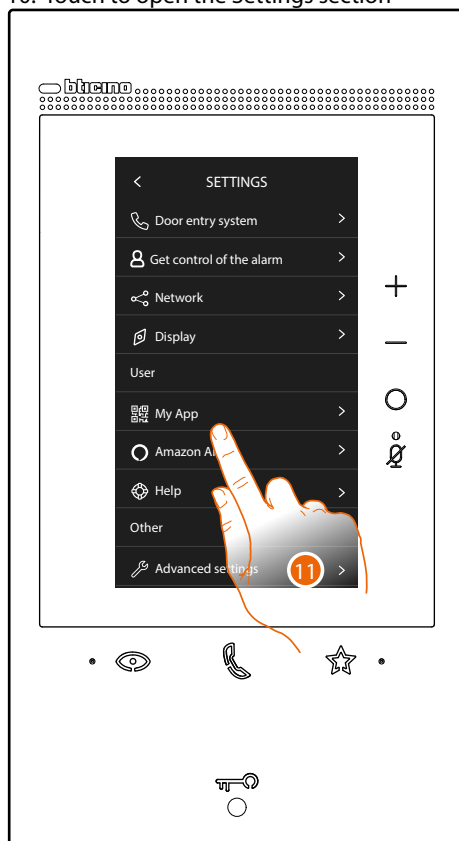 10. Touch to open the Settings section
bticino
SETTINGS
Door entry system
Get control of the alarm
Network
Display
User
My App
Amazon
Help
Other
Advanced settings
11